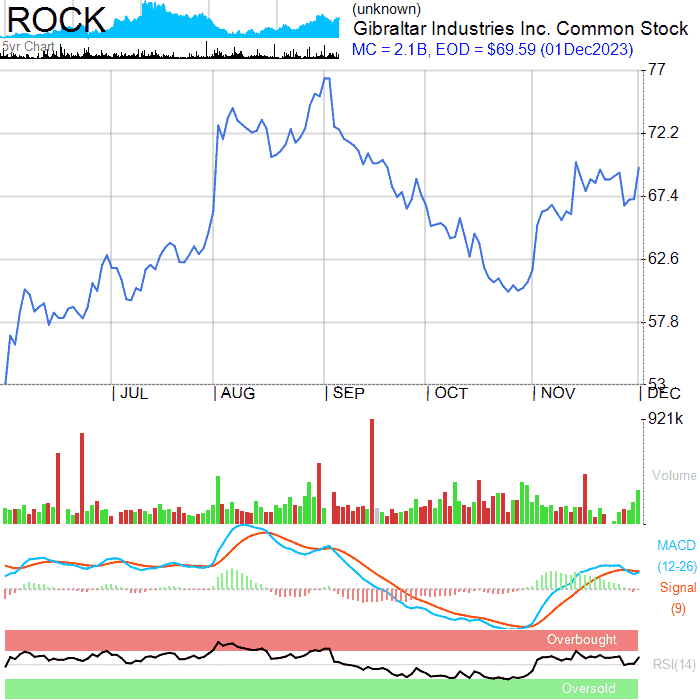 ROCK
5yr Chart
(unknown)
Gibraltar Industries Inc. Common Stock
MC = 2.1B, EOD = $69.59 (01Dec2023)
77
72.2
67.4
62.6
57.8
53
JUL
AUG
SEP
OCT
NOV
DEC
921k
Volume
MACD
(12-26)
Signal
(9)
Overbought
RSI(14)
Oversold